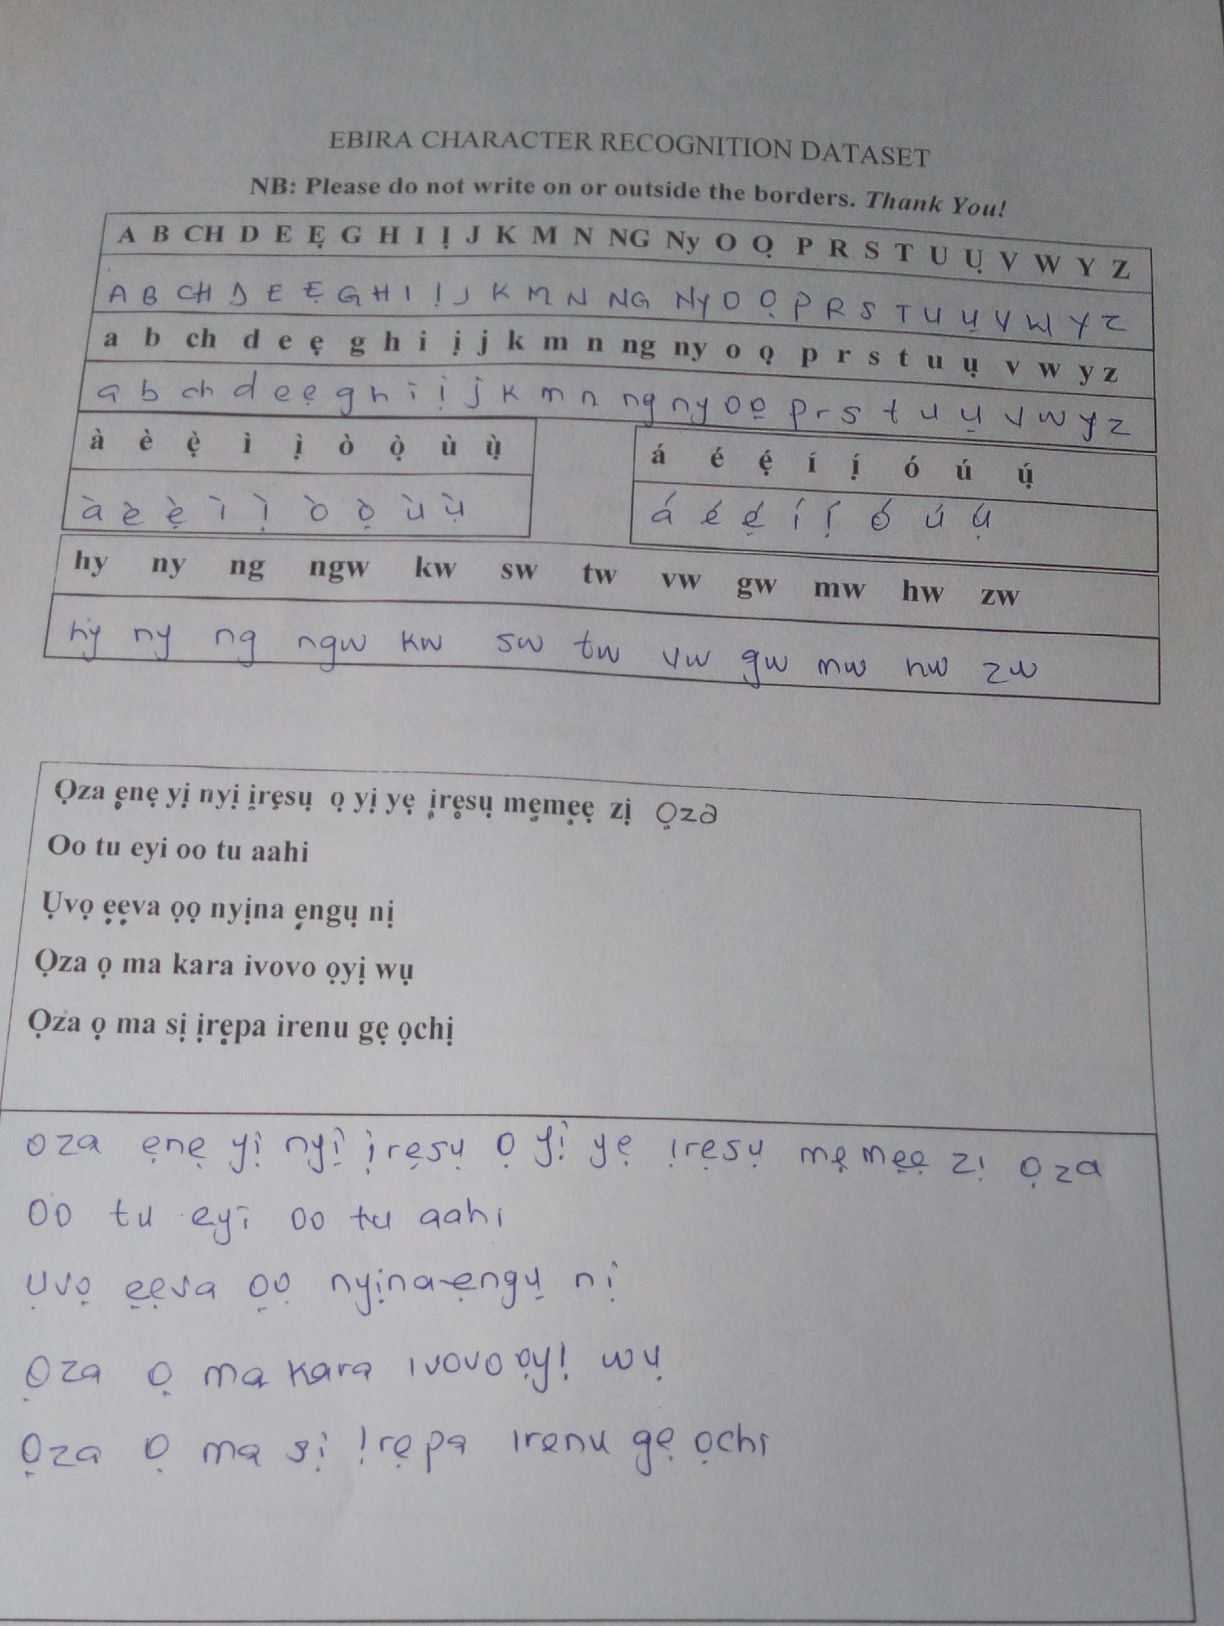 EBIRA CHARACTER RECOGNITION DATASET
NB: Please do not write on or outside the borders. Thank You!
A B CH D E Ẹ G H I Ị J K M N NG Ny O Ọ P R S T U Ụ V W Y Z
A B CH D E Ẹ G H I Ị J K M N NG Ny O Ọ P R S T U Ụ V W Y Z
a b ch d e ẹ g h i ị j k m n ng ny o ọ p r s t u ụ v w y z
a b ch d e ẹ g h i ị j k m n ng ny o ọ p r s t u ụ v w y z
à è ẹ̀ ì ị̀ ò ọ̀ ù ụ̀
á é ẹ́ í ị́ ó ú ụ́
à è ẹ̀ ì ị̀ ò ọ̀ ù ụ̀
á é ẹ́ í ị́ ó ú ụ́
hy ny ng ngw kw sw tw vw gw mw hw zw
hy ny ng ngw kw sw tw vw gw mw hw zw
Ọza ẹnẹ yị nyị ịrẹsụ ọ yị yẹ ịrẹsụ mẹmẹẹ zị Ọza
Oo tu eyi oo tu aahi
Ụvọ ẹẹva ọọ nyịna ẹngụ nị
Ọza ọ ma kara ivovo ọyị wụ
Ọza ọ ma sị ịrẹpa irenu gẹ ọchị
oza ẹnẹ yị nyị ịrẹsụ ọ yị yẹ ịrẹsụ mẹmẹẹ zị ọza
oo tu eyi oo tu aahi
ụvọ ẹẹva ọọ nyịna-ẹngụ nị
ọza ọ ma kara ivovo ọyị wụ
ọza ọ ma sị ịrẹpa irenu gẹ ọchi